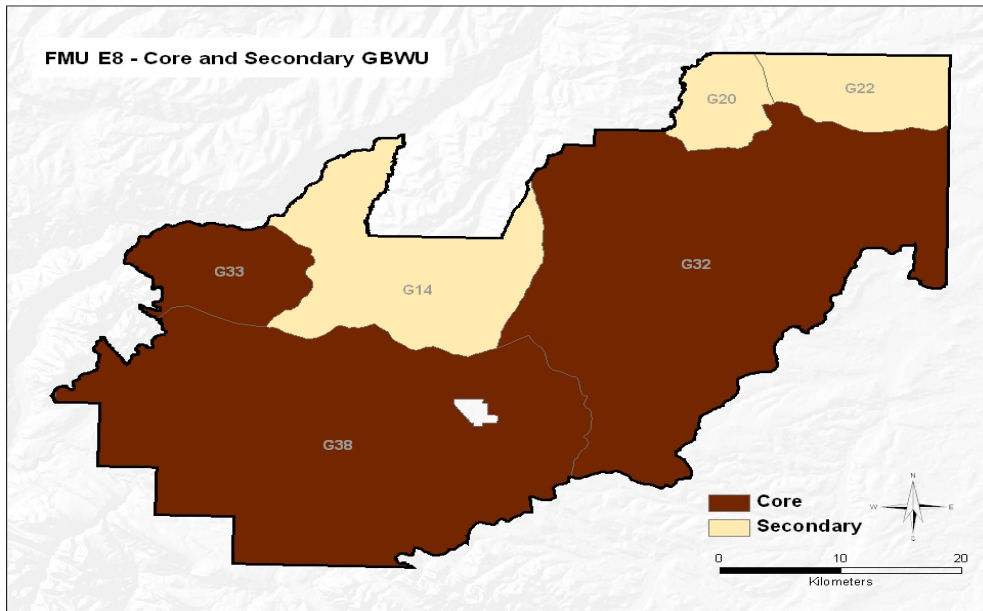 FMU E8 - Core and Secondary GBWU
G20
G22
G33
G14
G32
G38
Core
Secondary
N
W
E
S
0 10 20
Kilometers